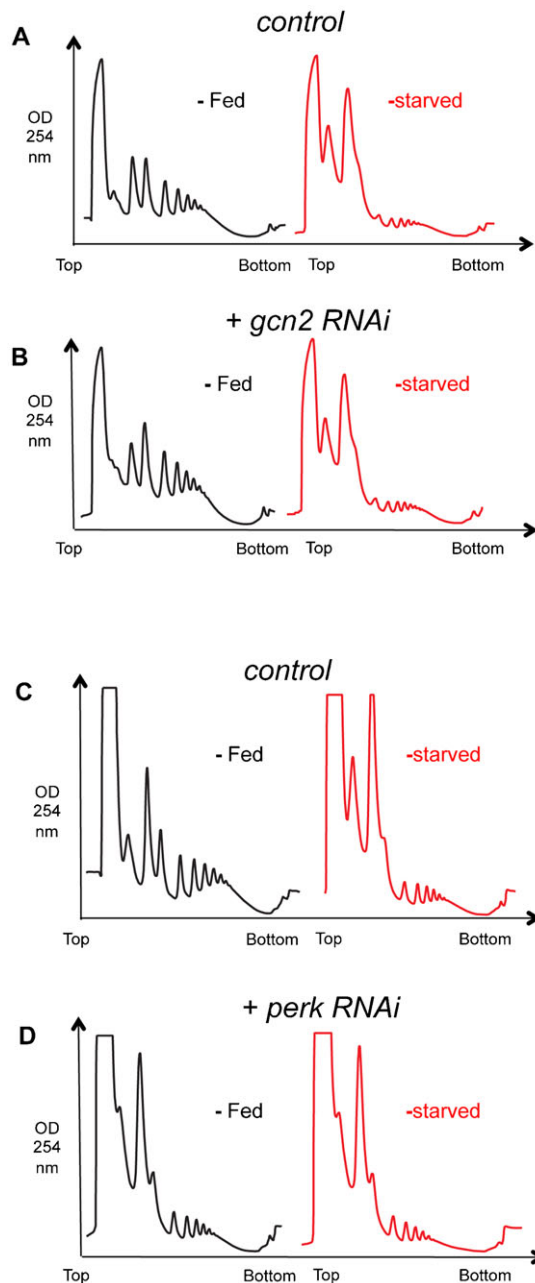 A
control
OD
254
nm
- Fed
-starved
Top
Bottom
Top
Bottom
+ gcn2 RNAi
B
OD
254
nm
- Fed
-starved
Top
Bottom
Top
Bottom
control
C
OD
254
nm
- Fed
-starved
Top
Bottom
Top
Bottom
+ perk RNAi
D
OD
254
nm
- Fed
-starved
Top
Bottom
Top
Bottom